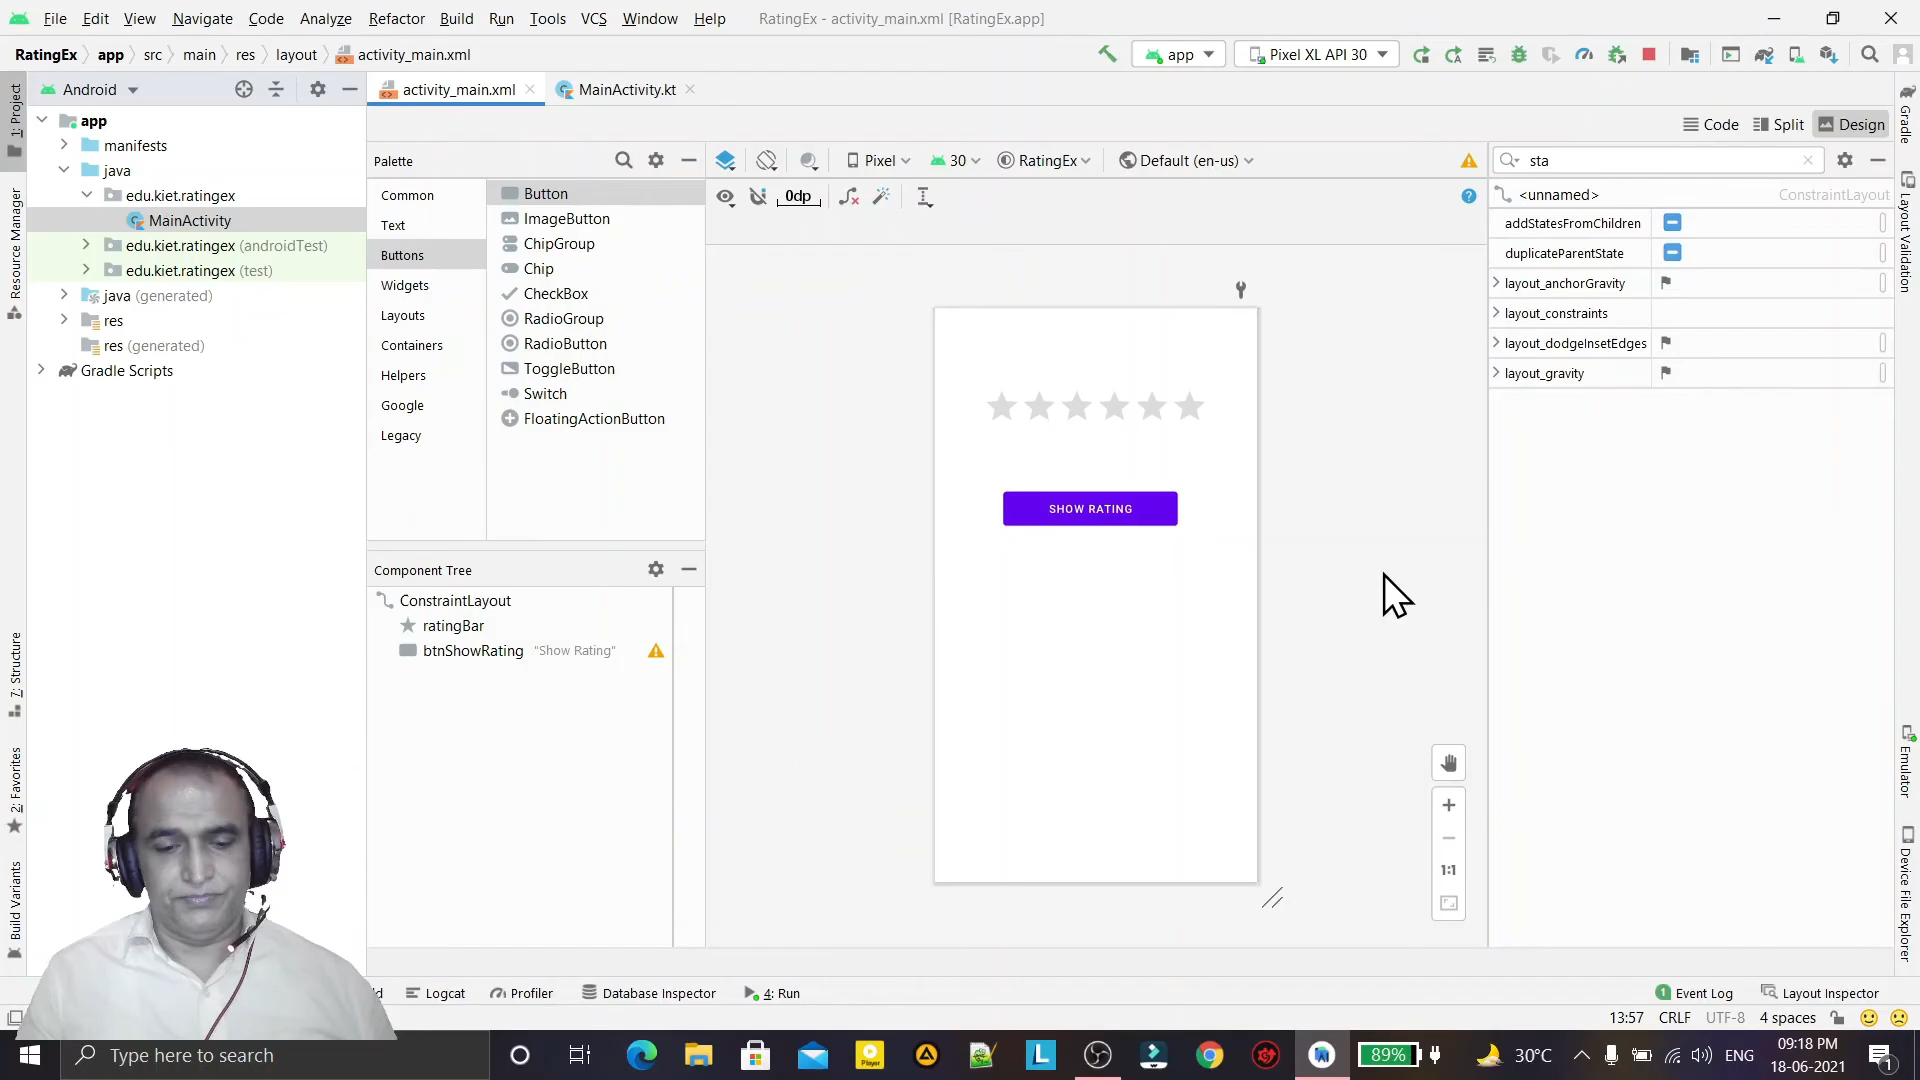 File Edit View Navigate Code Analyze Refactor Build Run Tools VCS Window Help RatingEx - activity_main.xml [RatingEx.app]
RatingEx app src main res layout activity_main.xml app Pixel XL API 30
Android activity_main.xml MainActivity.kt
Code Split Design
1: Project
Resource Manager
7: Structure
2: Favorites
Build Variants
app
manifests
java
edu.kiet.ratingex
MainActivity
edu.kiet.ratingex (androidTest)
edu.kiet.ratingex (test)
java (generated)
res
res (generated)
Gradle Scripts
Palette
Common
Text
Buttons
Widgets
Layouts
Containers
Helpers
Google
Legacy
Button
ImageButton
ChipGroup
Chip
CheckBox
RadioGroup
RadioButton
ToggleButton
Switch
FloatingActionButton
Component Tree
ConstraintLayout
ratingBar
btnShowRating "Show Rating"
Pixel 30 RatingEx Default (en-us)
0dp
SHOW RATING
1:1
sta
<unnamed> ConstraintLayout
addStatesFromChildren
duplicateParentState
layout_anchorGravity
layout_constraints
layout_dodgeInsetEdges
layout_gravity
Gradle
Layout Validation
Emulator
Device File Explorer
Logcat Profiler Database Inspector 4: Run 1 Event Log Layout Inspector
13:57 CRLF UTF-8 4 spaces
Type here to search
Player
L
89%
30°C ENG
09:18 PM
18-06-2021
1